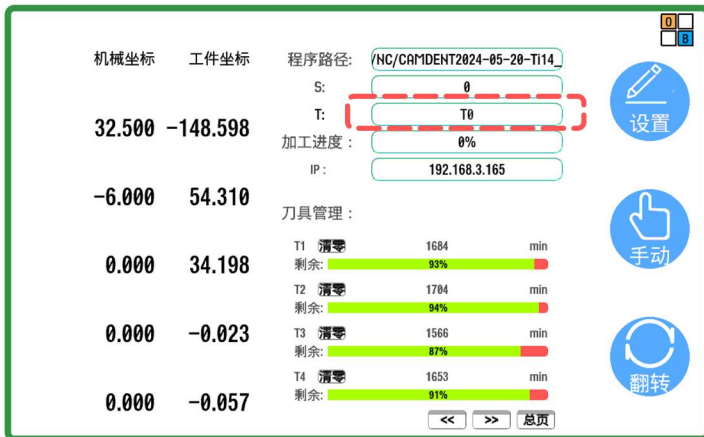 O
B
机械坐标 工件坐标 程序路径: /NC/CAMDENT2024-05-20-Ti14_
S: 0
T: T0
32.500 -148.598
加工进度： 0%
IP: 192.168.3.165
设置
-6.000 54.310
刀具管理：
0.000 34.198
T1 清零 1684 min
剩余: 93%
手动
T2 清零 1704 min
剩余: 94%
0.000 -0.023
T3 清零 1566 min
剩余: 87%
0.000 -0.057
T4 清零 1653 min
剩余: 91%
翻转
<< >> 总页